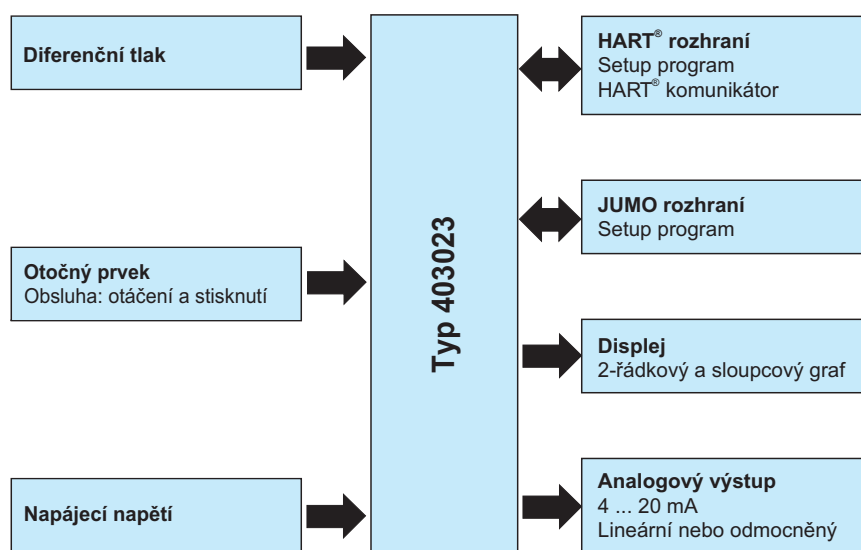 Diferenční tlak
Otočný prvek
Obsluha: otáčení a stisknutí
Napájecí napětí
Typ 403023
HART® rozhraní
Setup program
HART® komunikátor
JUMO rozhraní
Setup program
Displej
2-řádkový a sloupcový graf
Analogový výstup
4 ... 20 mA
Lineární nebo odmocněný